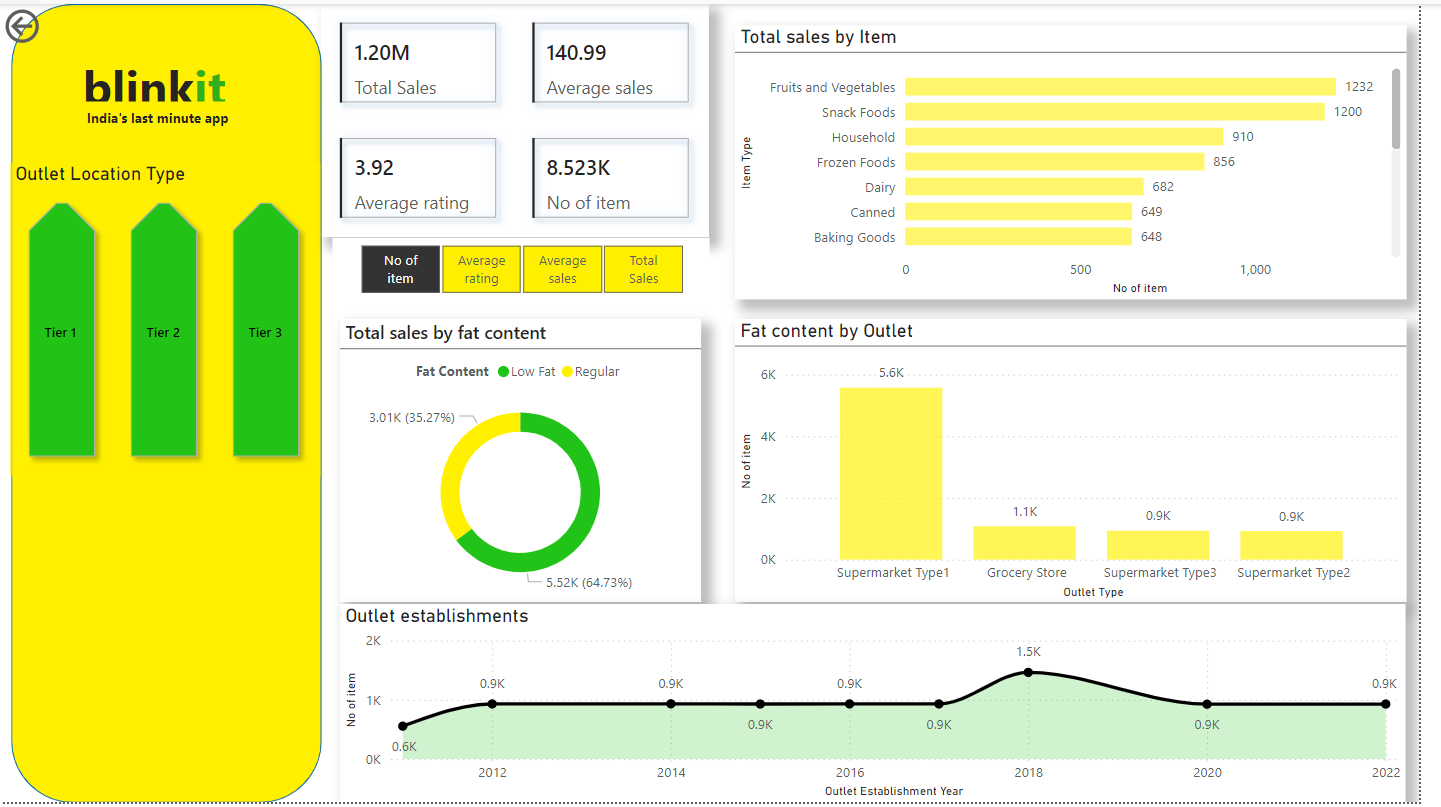 blinkit
India's last minute app
Outlet Location Type
Tier 1
Tier 2
Tier 3
1.20M
Total Sales
140.99
Average sales
3.92
Average rating
8.523K
No of item
No of
item
Average
rating
Average
sales
Total
Sales
Total sales by Item
Item Type
Fruits and Vegetables 1232
Snack Foods 1200
Household 910
Frozen Foods 856
Dairy 682
Canned 649
Baking Goods 648
0 500 1,000
No of item
Total sales by fat content
Fat Content Low Fat Regular
3.01K (35.27%)
5.52K (64.73%)
Fat content by Outlet
No of item
6K
4K
2K
0K
5.6K
1.1K
0.9K
0.9K
Supermarket Type1 Grocery Store Supermarket Type3 Supermarket Type2
Outlet Type
Outlet establishments
No of item
2K
1K
0K
0.6K
0.9K
0.9K
0.9K
0.9K
0.9K
1.5K
0.9K
0.9K
2012 2014 2016 2018 2020 2022
Outlet Establishment Year